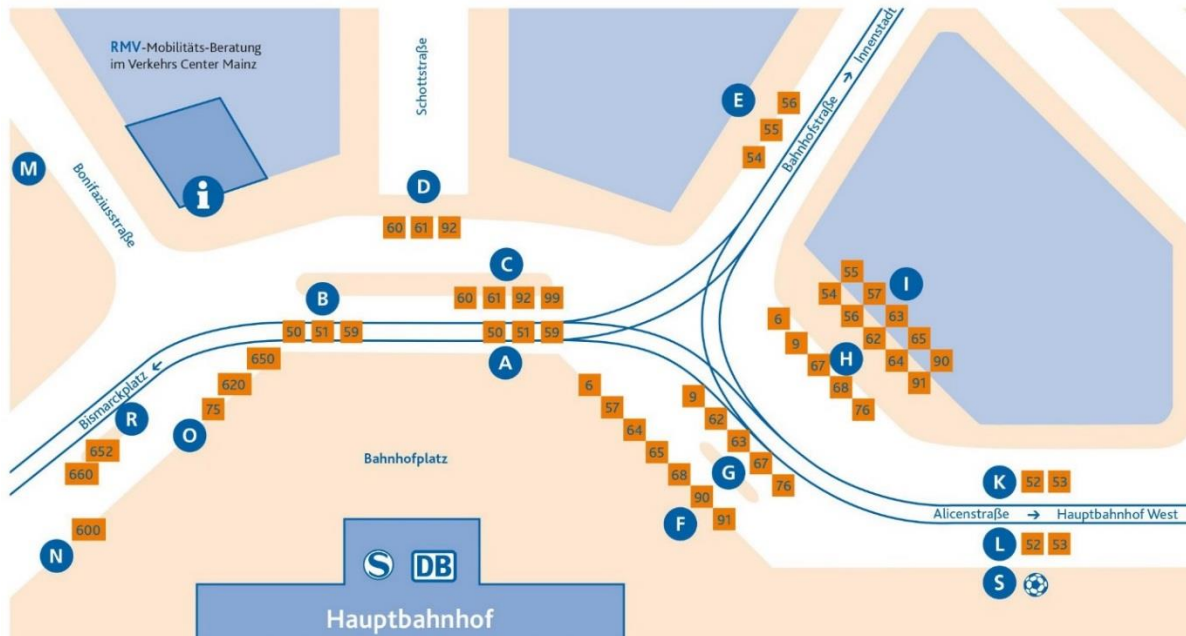 RMV-Mobilitäts-Beratung
im Verkehrs Center Mainz
i
M
Bonifaziusstraße
Schottstraße
D
60 61 92
E
56
55
54
Bahnhofstraße → Innenstadt
C
60 61 92 99
B
50 51 59
50 51 59
A
650
620
75
O
Bismarckplatz ←
R
652
660
600
N
Bahnhofplatz
6
57
64
65
68
90
91
F
9
62
63
67
76
G
6
9
67
68
76
H
55
54 57
56 63
62 65
64 90
91
I
K 52 53
Alicenstraße → Hauptbahnhof West
L 52 53
S
S DB
Hauptbahnhof